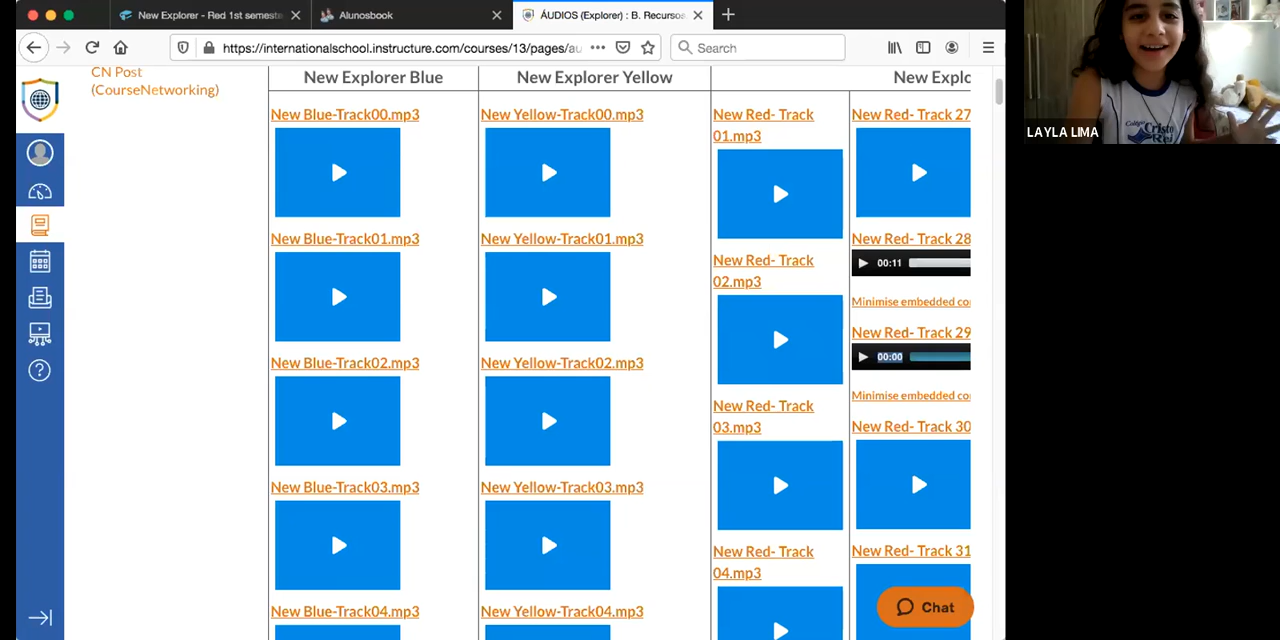 New Explorer - Red 1st semest
Alunosbook
ÁUDIOS (Explorer) : B. Recursos
https://internationalschool.instructure.com/courses/13/pages/au
Search
CN Post
(CourseNetworking)
New Explorer Blue
New Explorer Yellow
New Explo
New Blue-Track00.mp3
New Yellow-Track00.mp3
New Red- Track
01.mp3
New Red- Track 27
New Blue-Track01.mp3
New Yellow-Track01.mp3
New Red- Track
02.mp3
New Red- Track 28
00:11
Minimise embedded co
New Red- Track 29
00:00
Minimise embedded co
New Blue-Track02.mp3
New Yellow-Track02.mp3
New Red- Track
03.mp3
New Red- Track 30
New Blue-Track03.mp3
New Yellow-Track03.mp3
New Red- Track
04.mp3
New Red- Track 31
New Blue-Track04.mp3
New Yellow-Track04.mp3
Chat
LAYLA LIMA
Colégio
Cristo
Rei